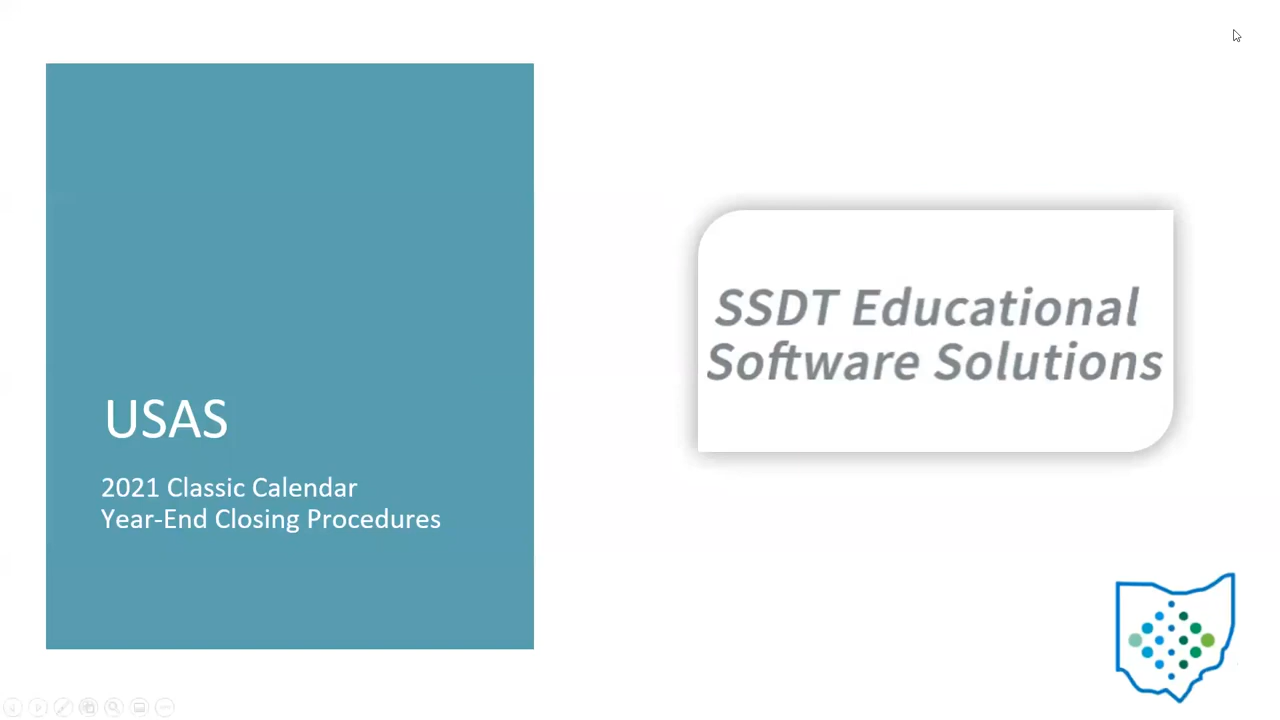 USAS
2021 Classic Calendar
Year-End Closing Procedures
SSDT Educational
Software Solutions